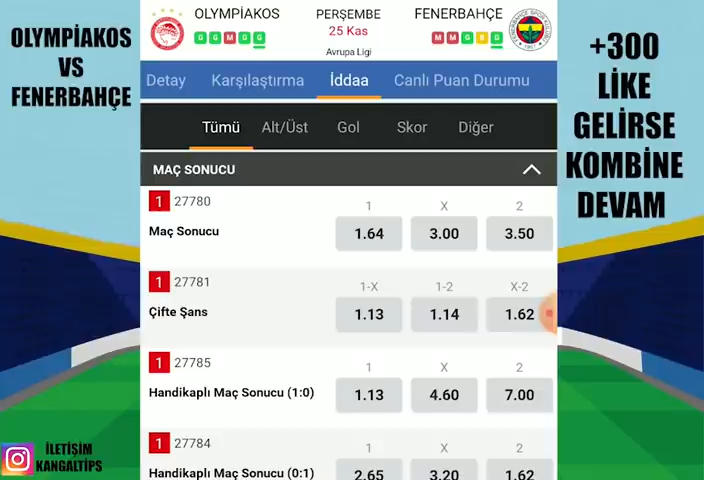 OLYMPİAKOS
VS
FENERBAHÇE
OLYMPİAKOS
G G M G G
PERŞEMBE
25 Kas
Avrupa Ligi
FENERBAHÇE
M M G B G
Detay Karşılaştırma İddaa Canlı Puan Durumu
Tümü Alt/Üst Gol Skor Diğer
MAÇ SONUCU
1 27780
Maç Sonucu
1 X 2
1.64 3.00 3.50
1 27781
Çifte Şans
1-X 1-2 X-2
1.13 1.14 1.62
1 27785
Handikaplı Maç Sonucu (1:0)
1 X 2
1.13 4.60 7.00
1 27784
Handikaplı Maç Sonucu (0:1)
1 X 2
2.65 3.20 1.62
+300
LİKE
GELİRSE
KOMBİNE
DEVAM
İLETİŞİM
KANGALTİPS